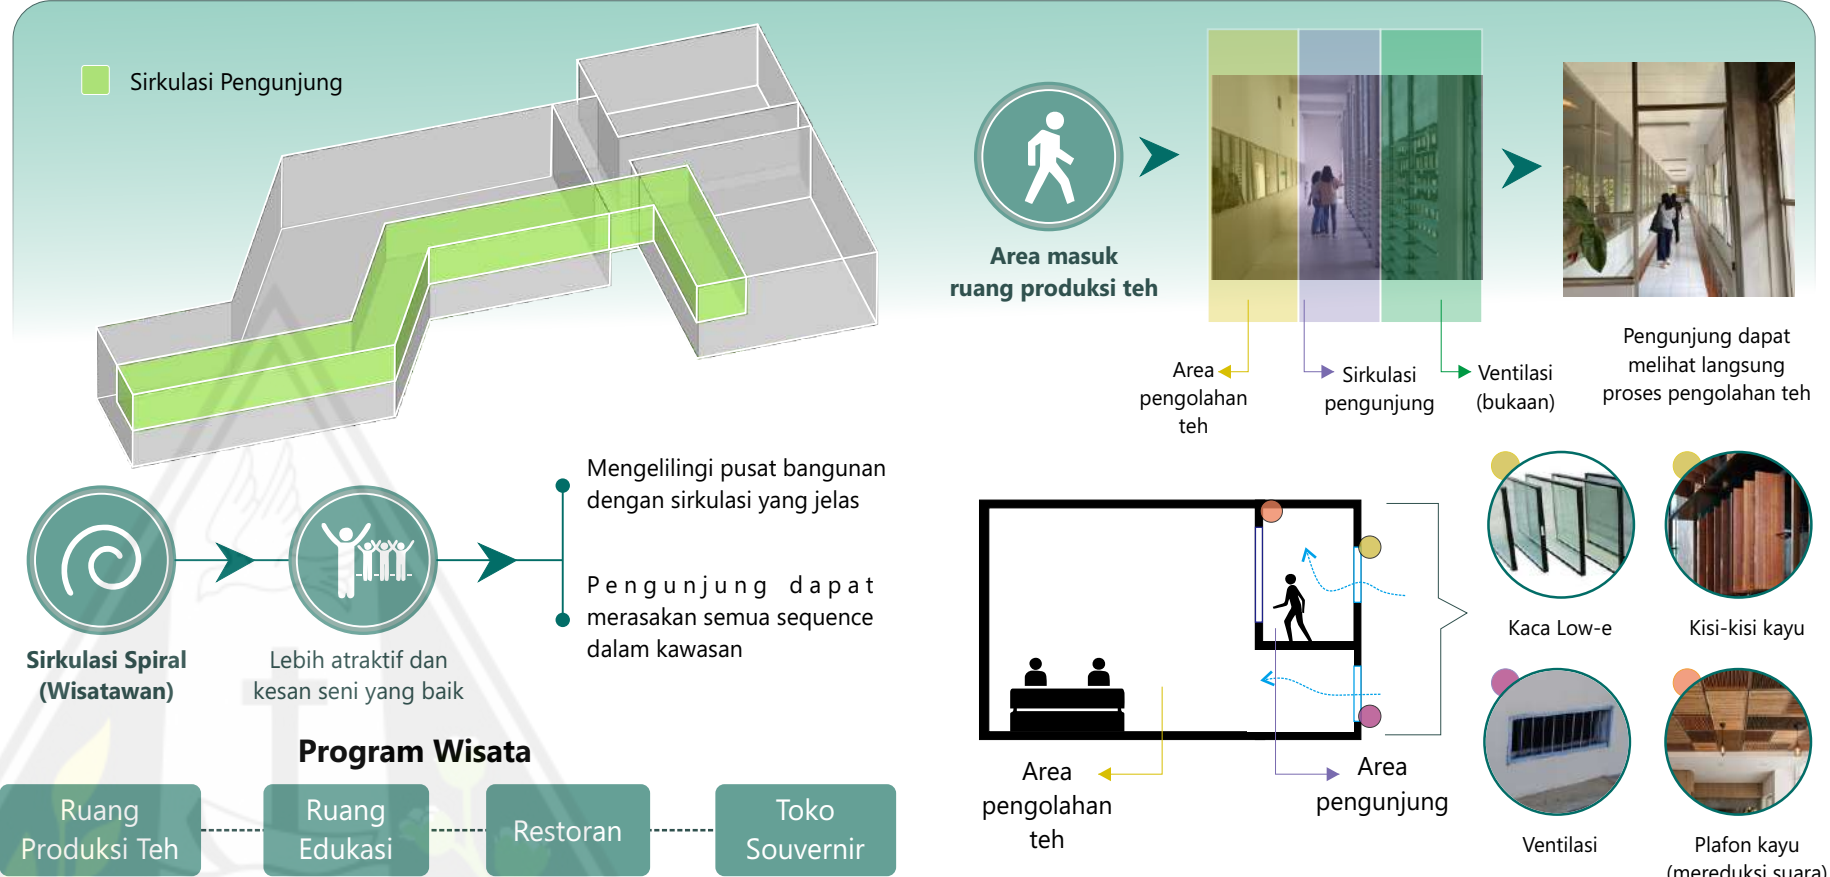 Sirkulasi Pengunjung
Area masuk
ruang produksi teh
Area
pengolahan
teh
Sirkulasi
pengunjung
Ventilasi
(bukaan)
Pengunjung dapat
melihat langsung
proses pengolahan teh
Sirkulasi Spiral
(Wisatawan)
Lebih atraktif dan
kesan seni yang baik
Mengelilingi pusat bangunan
dengan sirkulasi yang jelas
Pengunjung dapat
merasakan semua sequence
dalam kawasan
Program Wisata
Ruang
Produksi Teh
Ruang
Edukasi
Restoran
Toko
Souvernir
Area
pengolahan
teh
Area
pengunjung
Kaca Low-e
Kisi-kisi kayu
Ventilasi
Plafon kayu
(mereduksi suara)